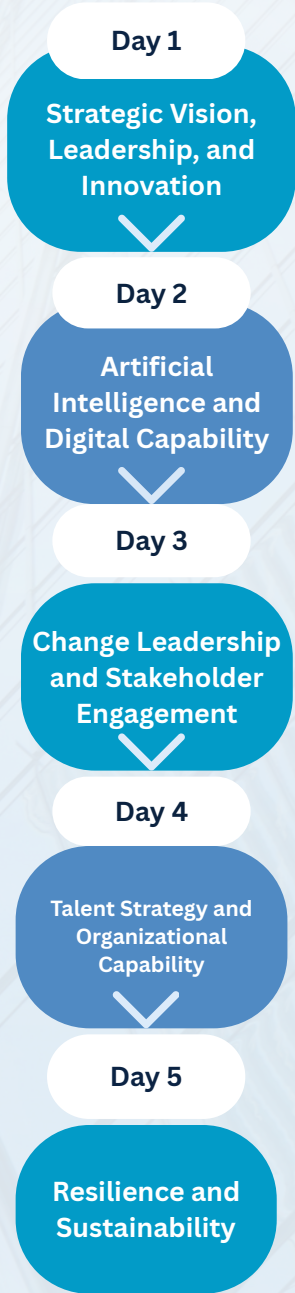 Day 1
Strategic Vision,
Leadership, and
Innovation
Day 2
Artificial
Intelligence and
Digital Capability
Day 3
Change Leadership
and Stakeholder
Engagement
Day 4
Talent Strategy and
Organizational
Capability
Day 5
Resilience and
Sustainability